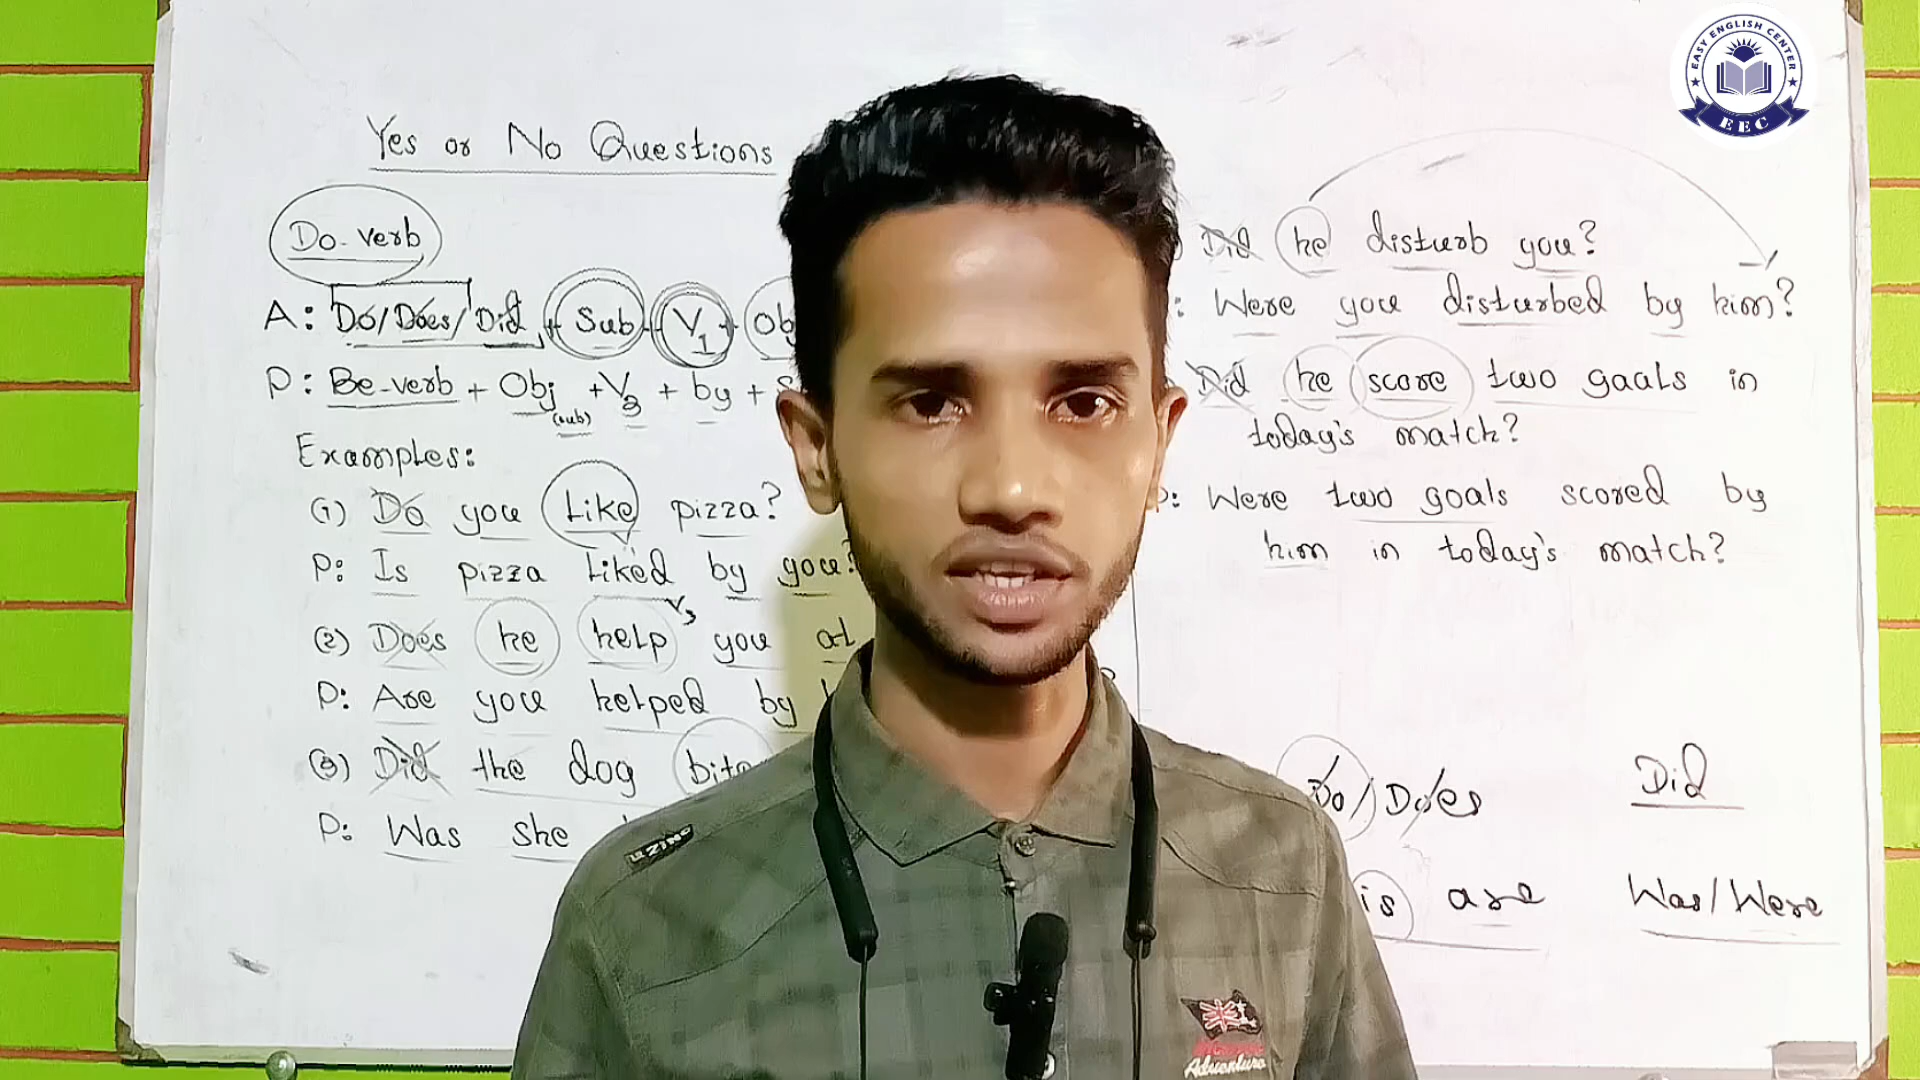 EASY ENGLISH CENTER
EEC
Yes or No Questions
Do-verb
A: Do/Does/Did + Sub + V1 + Obj
P: Be-verb + Obj + V3 + by +
(sub)
Examples:
(1) Do you like pizza?
P: Is pizza liked by you?
(2) Does he help you at
V3
P: Are you helped by
(3) Did the dog bite
P: Was she
Did he disturb you?
: Were you disturbed by him?
Did he score two goals in
today's match?
P: Were two goals scored by
him in today's match?
Do/Does Did
is are Was/Were
Adventure